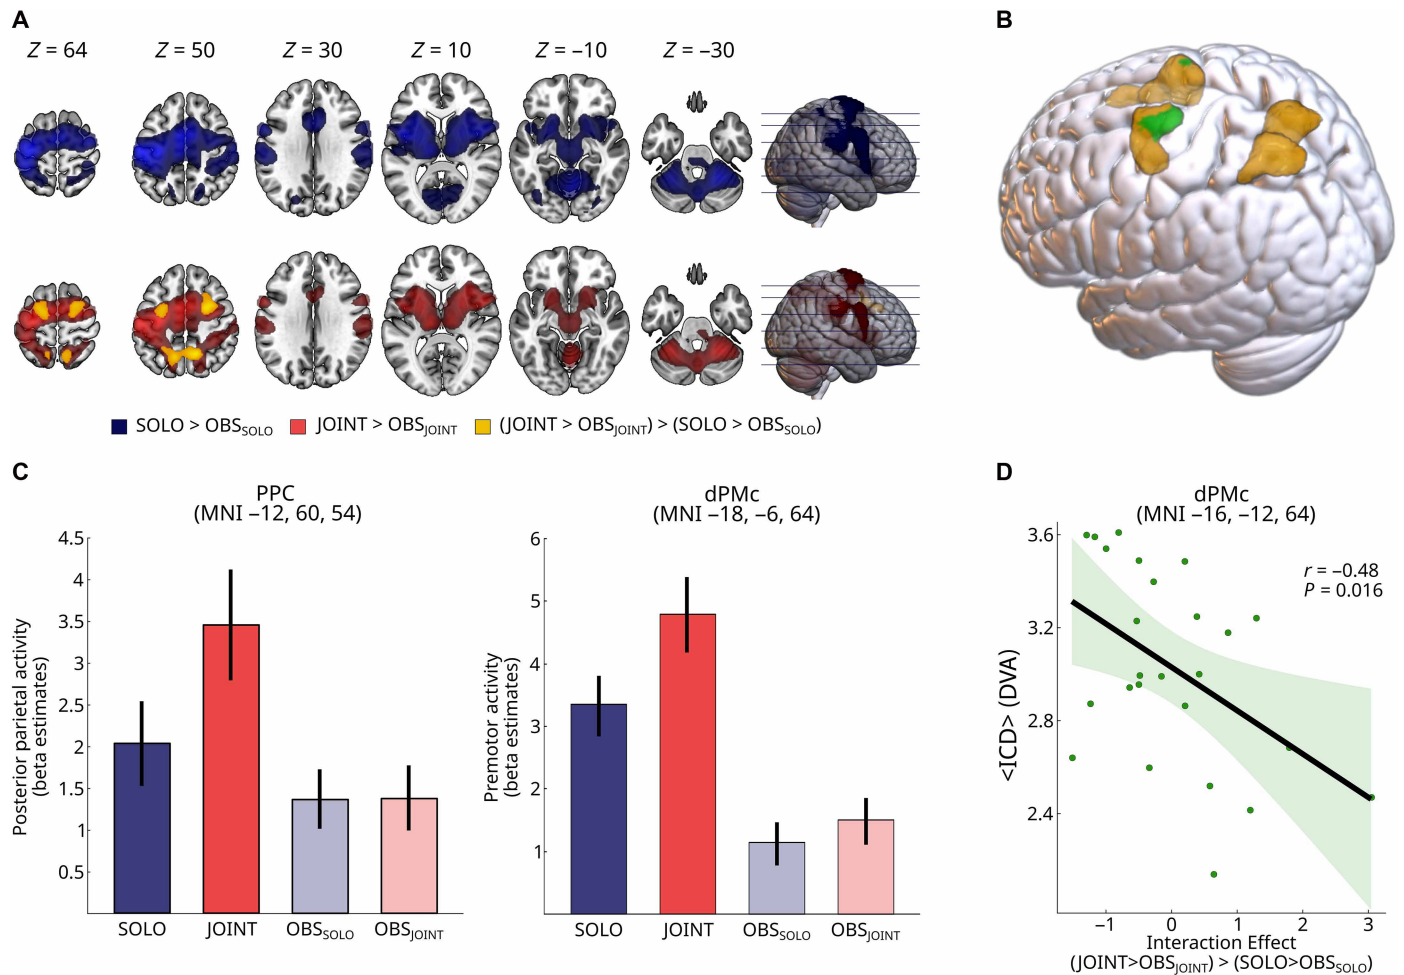 A
Z = 64 Z = 50 Z = 30 Z = 10 Z = –10 Z = –30
SOLO > OBSSOLO JOINT > OBSJOINT (JOINT > OBSJOINT) > (SOLO > OBSSOLO)
B
C
PPC
(MNI –12, 60, 54)
Posterior parietal activity
(beta estimates)
4.5
4
3.5
3
2.5
2
1.5
1
0.5
SOLO JOINT OBSSOLO OBSJOINT
dPMc
(MNI –18, –6, 64)
Premotor activity
(beta estimates)
6
5
4
3
2
1
SOLO JOINT OBSSOLO OBSJOINT
D
dPMc
(MNI –16, –12, 64)
r = –0.48
P = 0.016
<ICD> (DVA)
3.6
3.2
2.8
2.4
–1 0 1 2 3
Interaction Effect
(JOINT>OBSJOINT) > (SOLO>OBSSOLO)